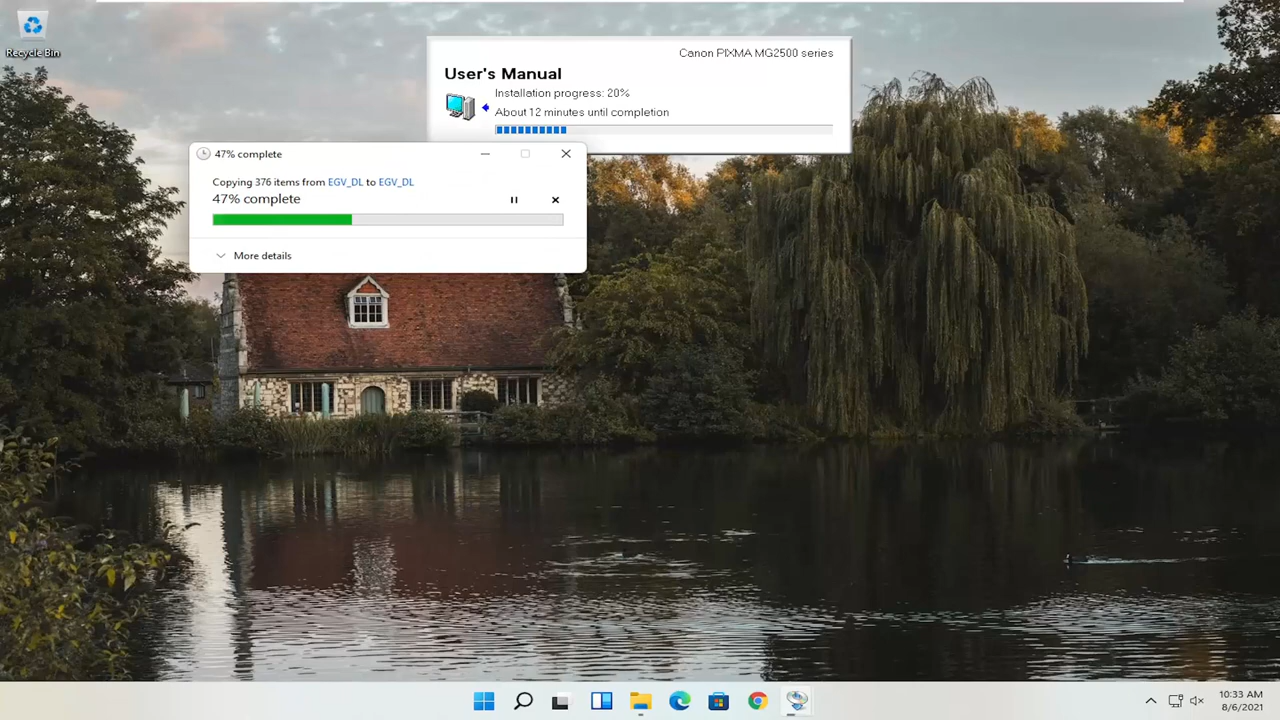 Recycle Bin
Canon PIXMA MG2500 series
User's Manual
Installation progress: 20%
About 12 minutes until completion
47% complete
Copying 376 items from EGV_DL to EGV_DL
47% complete
More details
10:33 AM
8/6/2021